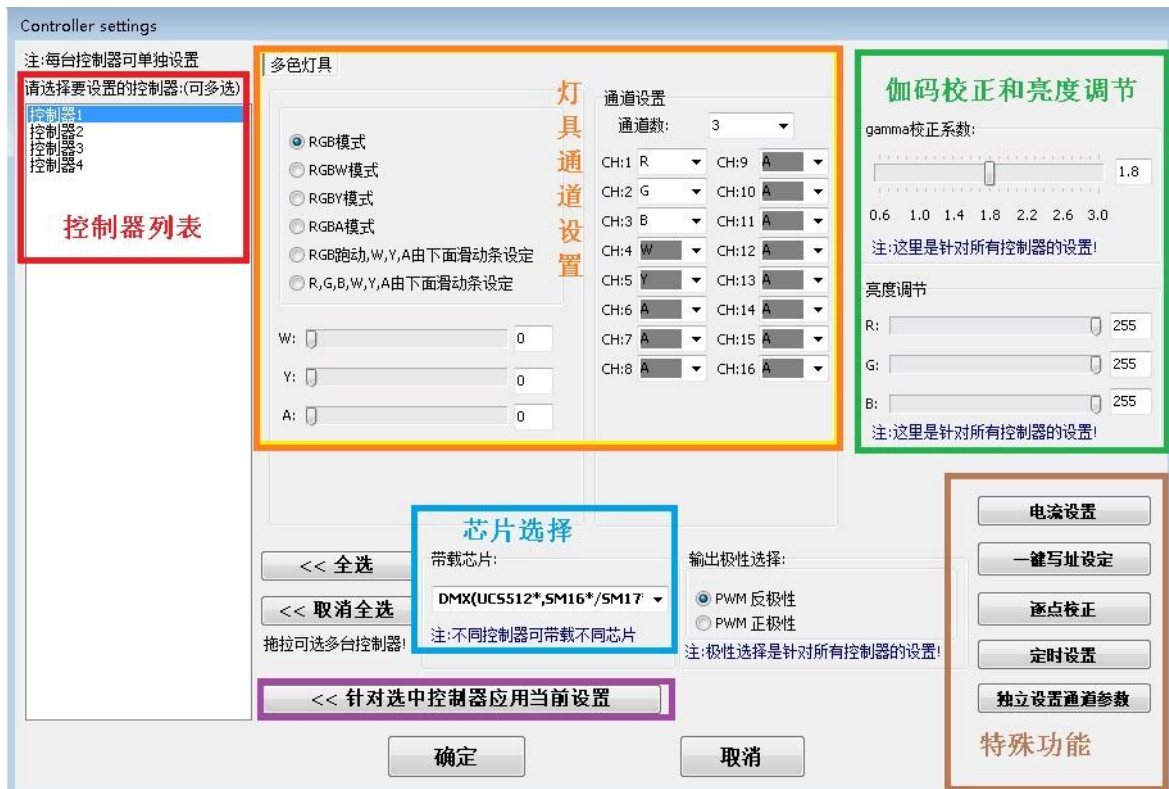 Controller settings
注:每台控制器可单独设置
请选择要设置的控制器:(可多选)
控制器1
控制器2
控制器3
控制器4
控制器列表
多色灯具
灯具通道设置
RGB模式
RGBW模式
RGBY模式
RGBA模式
RGB跑动,W,Y,A由下面滑动条设定
R,G,B,W,Y,A由下面滑动条设定
W: 0
Y: 0
A: 0
通道设置
通道数: 3
CH:1 R CH:9 A
CH:2 G CH:10 A
CH:3 B CH:11 A
CH:4 W CH:12 A
CH:5 Y CH:13 A
CH:6 A CH:14 A
CH:7 A CH:15 A
CH:8 A CH:16 A
伽码校正和亮度调节
gamma校正系数:
1.8
0.6 1.0 1.4 1.8 2.2 2.6 3.0
注:这里是针对所有控制器的设置!
亮度调节
R: 255
G: 255
B: 255
注:这里是针对所有控制器的设置!
<< 全选
<< 取消全选
拖拉可选多台控制器!
芯片选择
带载芯片:
DMX(UCS512*,SM16*/SM17*
注:不同控制器可带载不同芯片
输出极性选择:
PWM 反极性
PWM 正极性
注:极性选择是针对所有控制器的设置!
<< 针对选中控制器应用当前设置
确定
取消
电流设置
一键写址设定
逐点校正
定时设置
独立设置通道参数
特殊功能